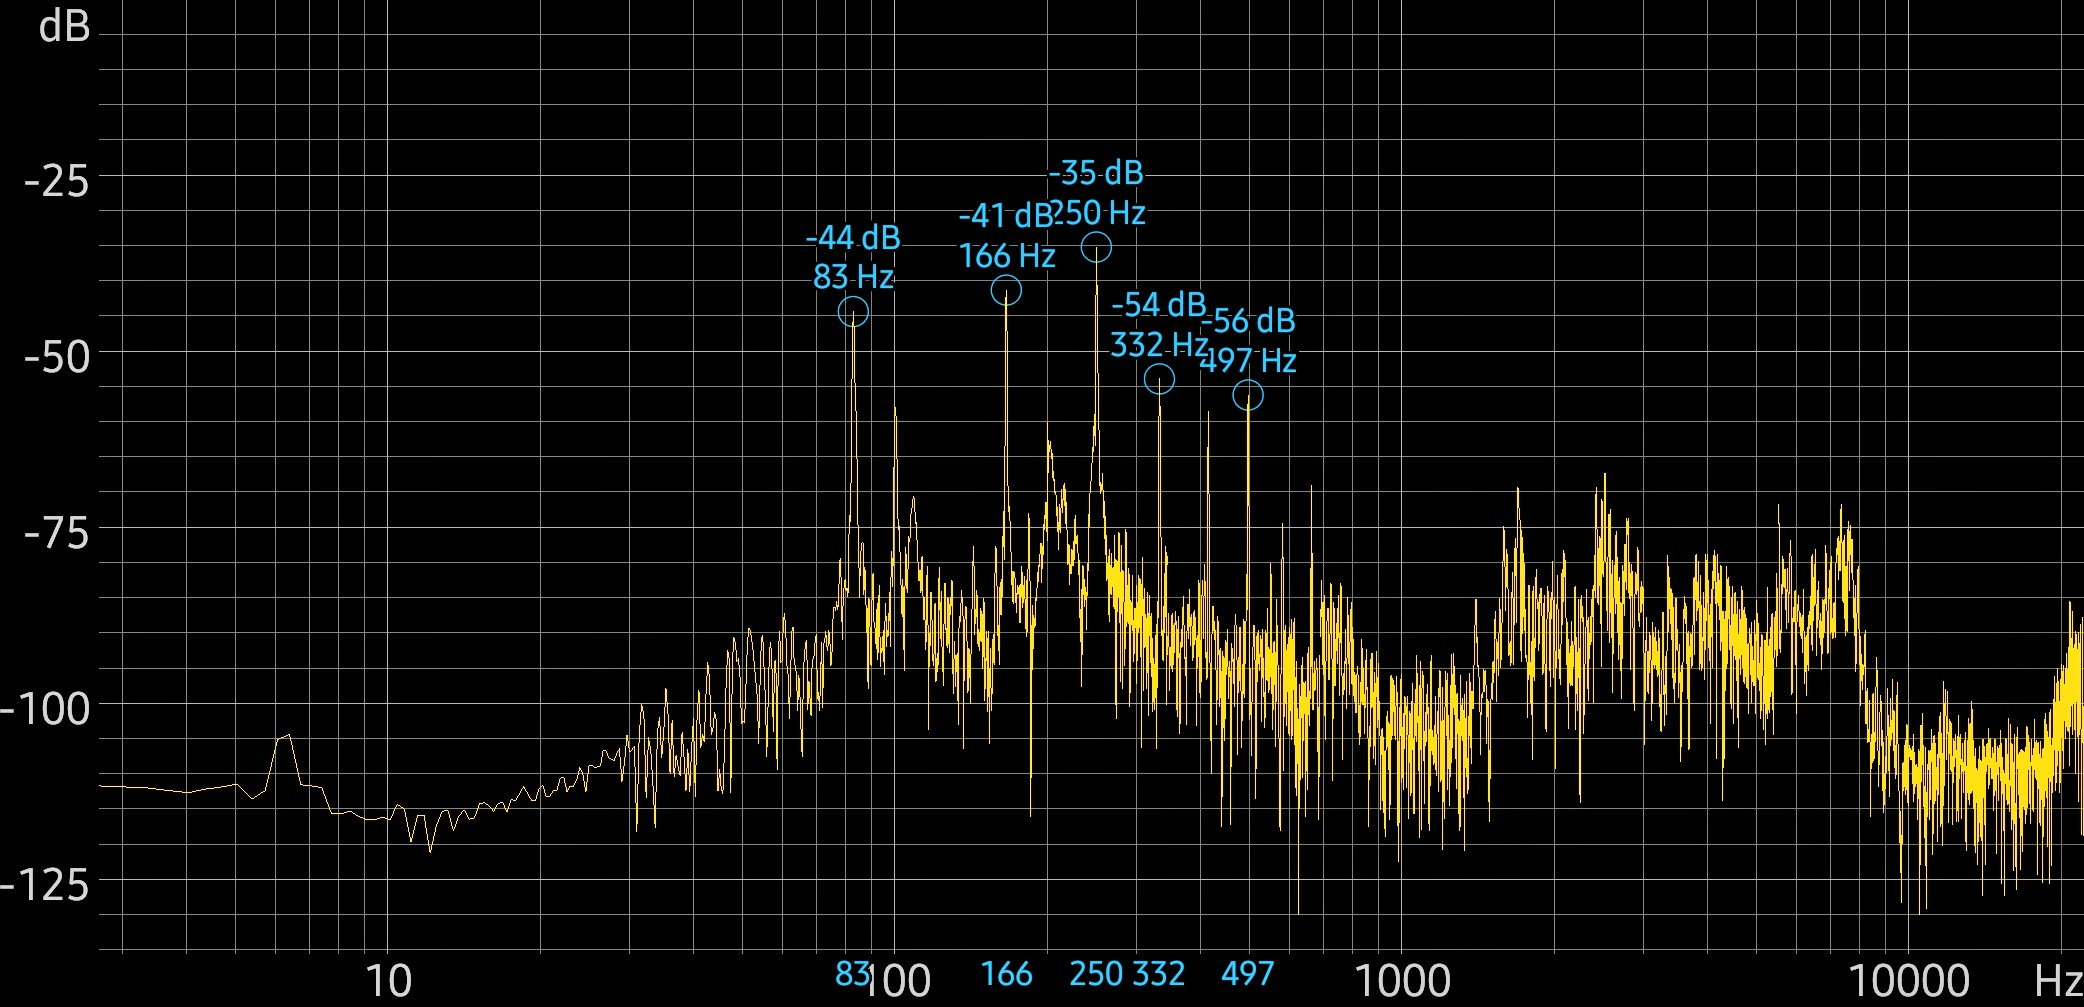 dB
-35 dB
250 Hz
-41 dB
166 Hz
-44 dB
83 Hz
-54 dB
332 Hz
-56 dB
497 Hz
-25
-50
-75
-100
-125
10
83
100
166
250
332
497
1000
10000
Hz